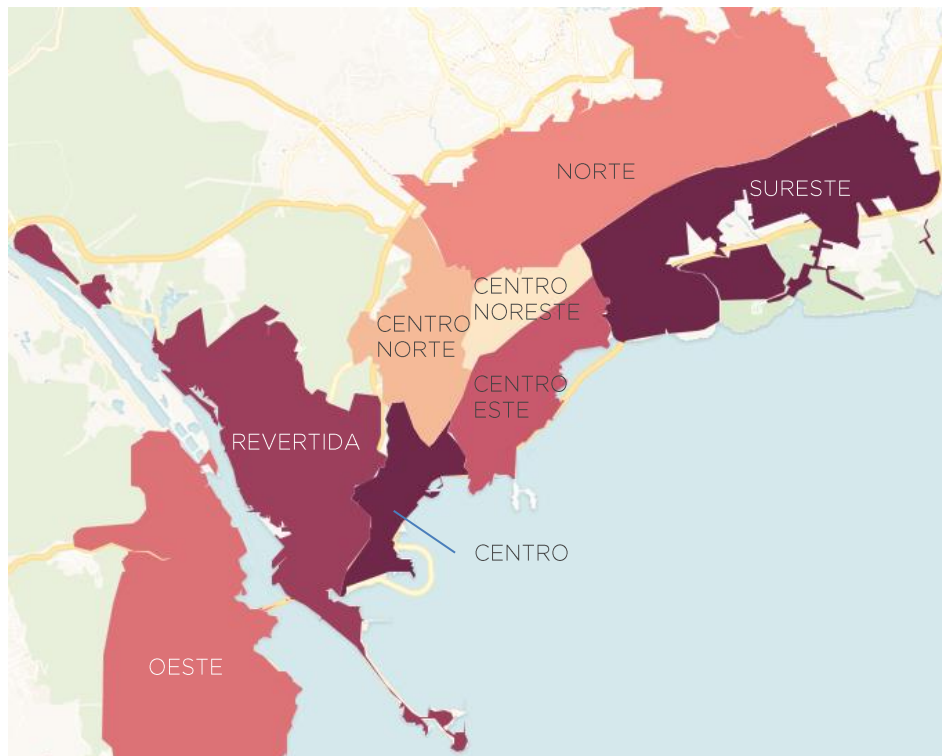 NORTE
SURESTE
CENTRO
NORESTE
CENTRO
NORTE
CENTRO
ESTE
REVERTIDA
CENTRO
OESTE